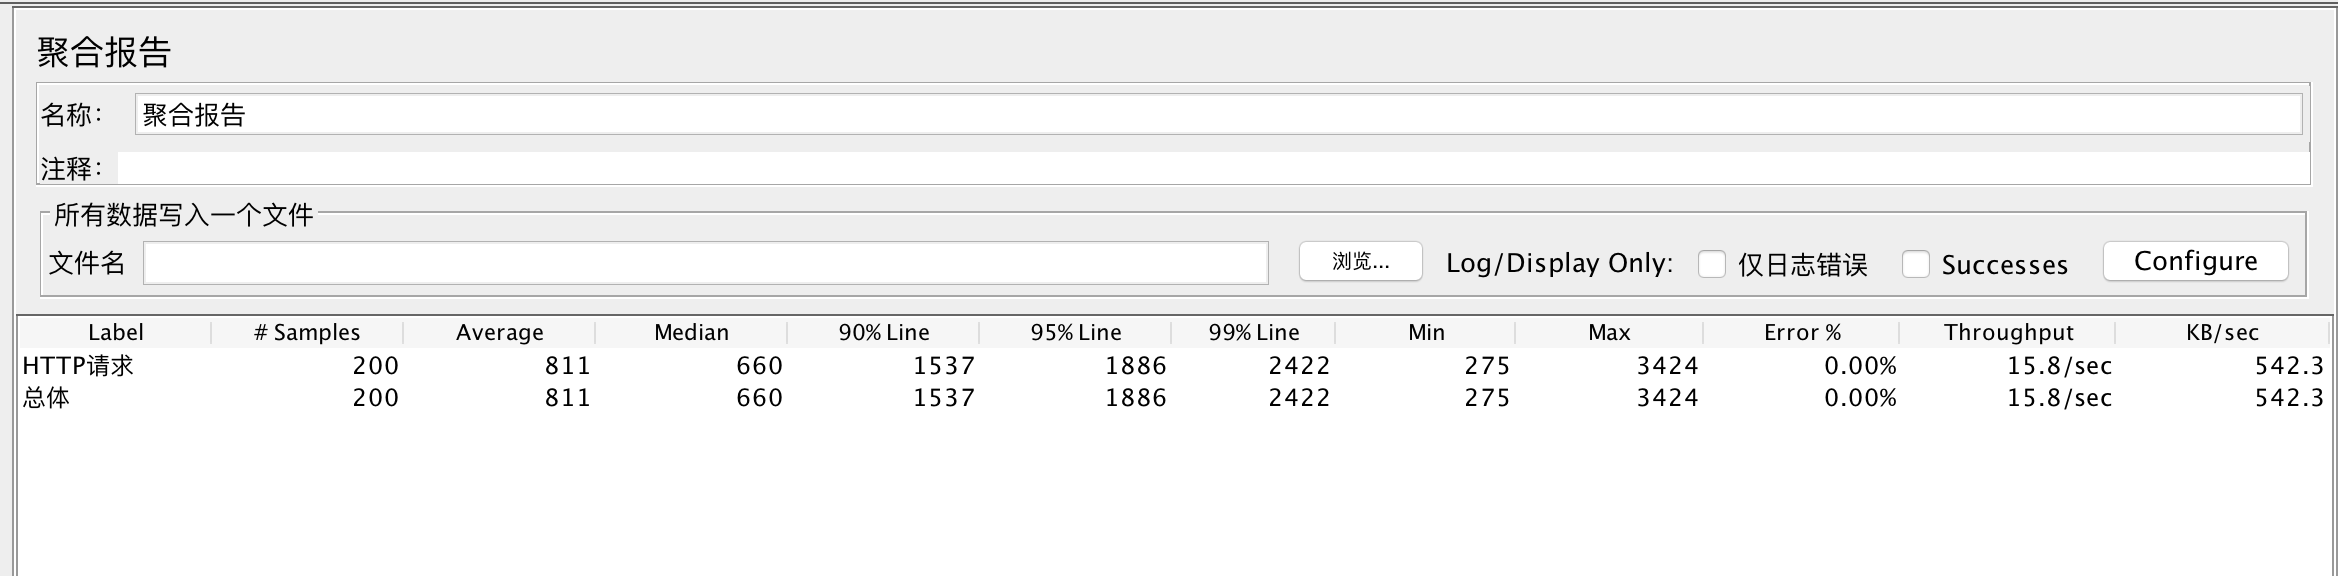 聚合报告
名称： 聚合报告
注释：
所有数据写入一个文件
文件名 浏览... Log/Display Only: 仅日志错误 Successes Configure
Label # Samples Average Median 90% Line 95% Line 99% Line Min Max Error % Throughput KB/sec
HTTP请求 200 811 660 1537 1886 2422 275 3424 0.00% 15.8/sec 542.3
总体 200 811 660 1537 1886 2422 275 3424 0.00% 15.8/sec 542.3